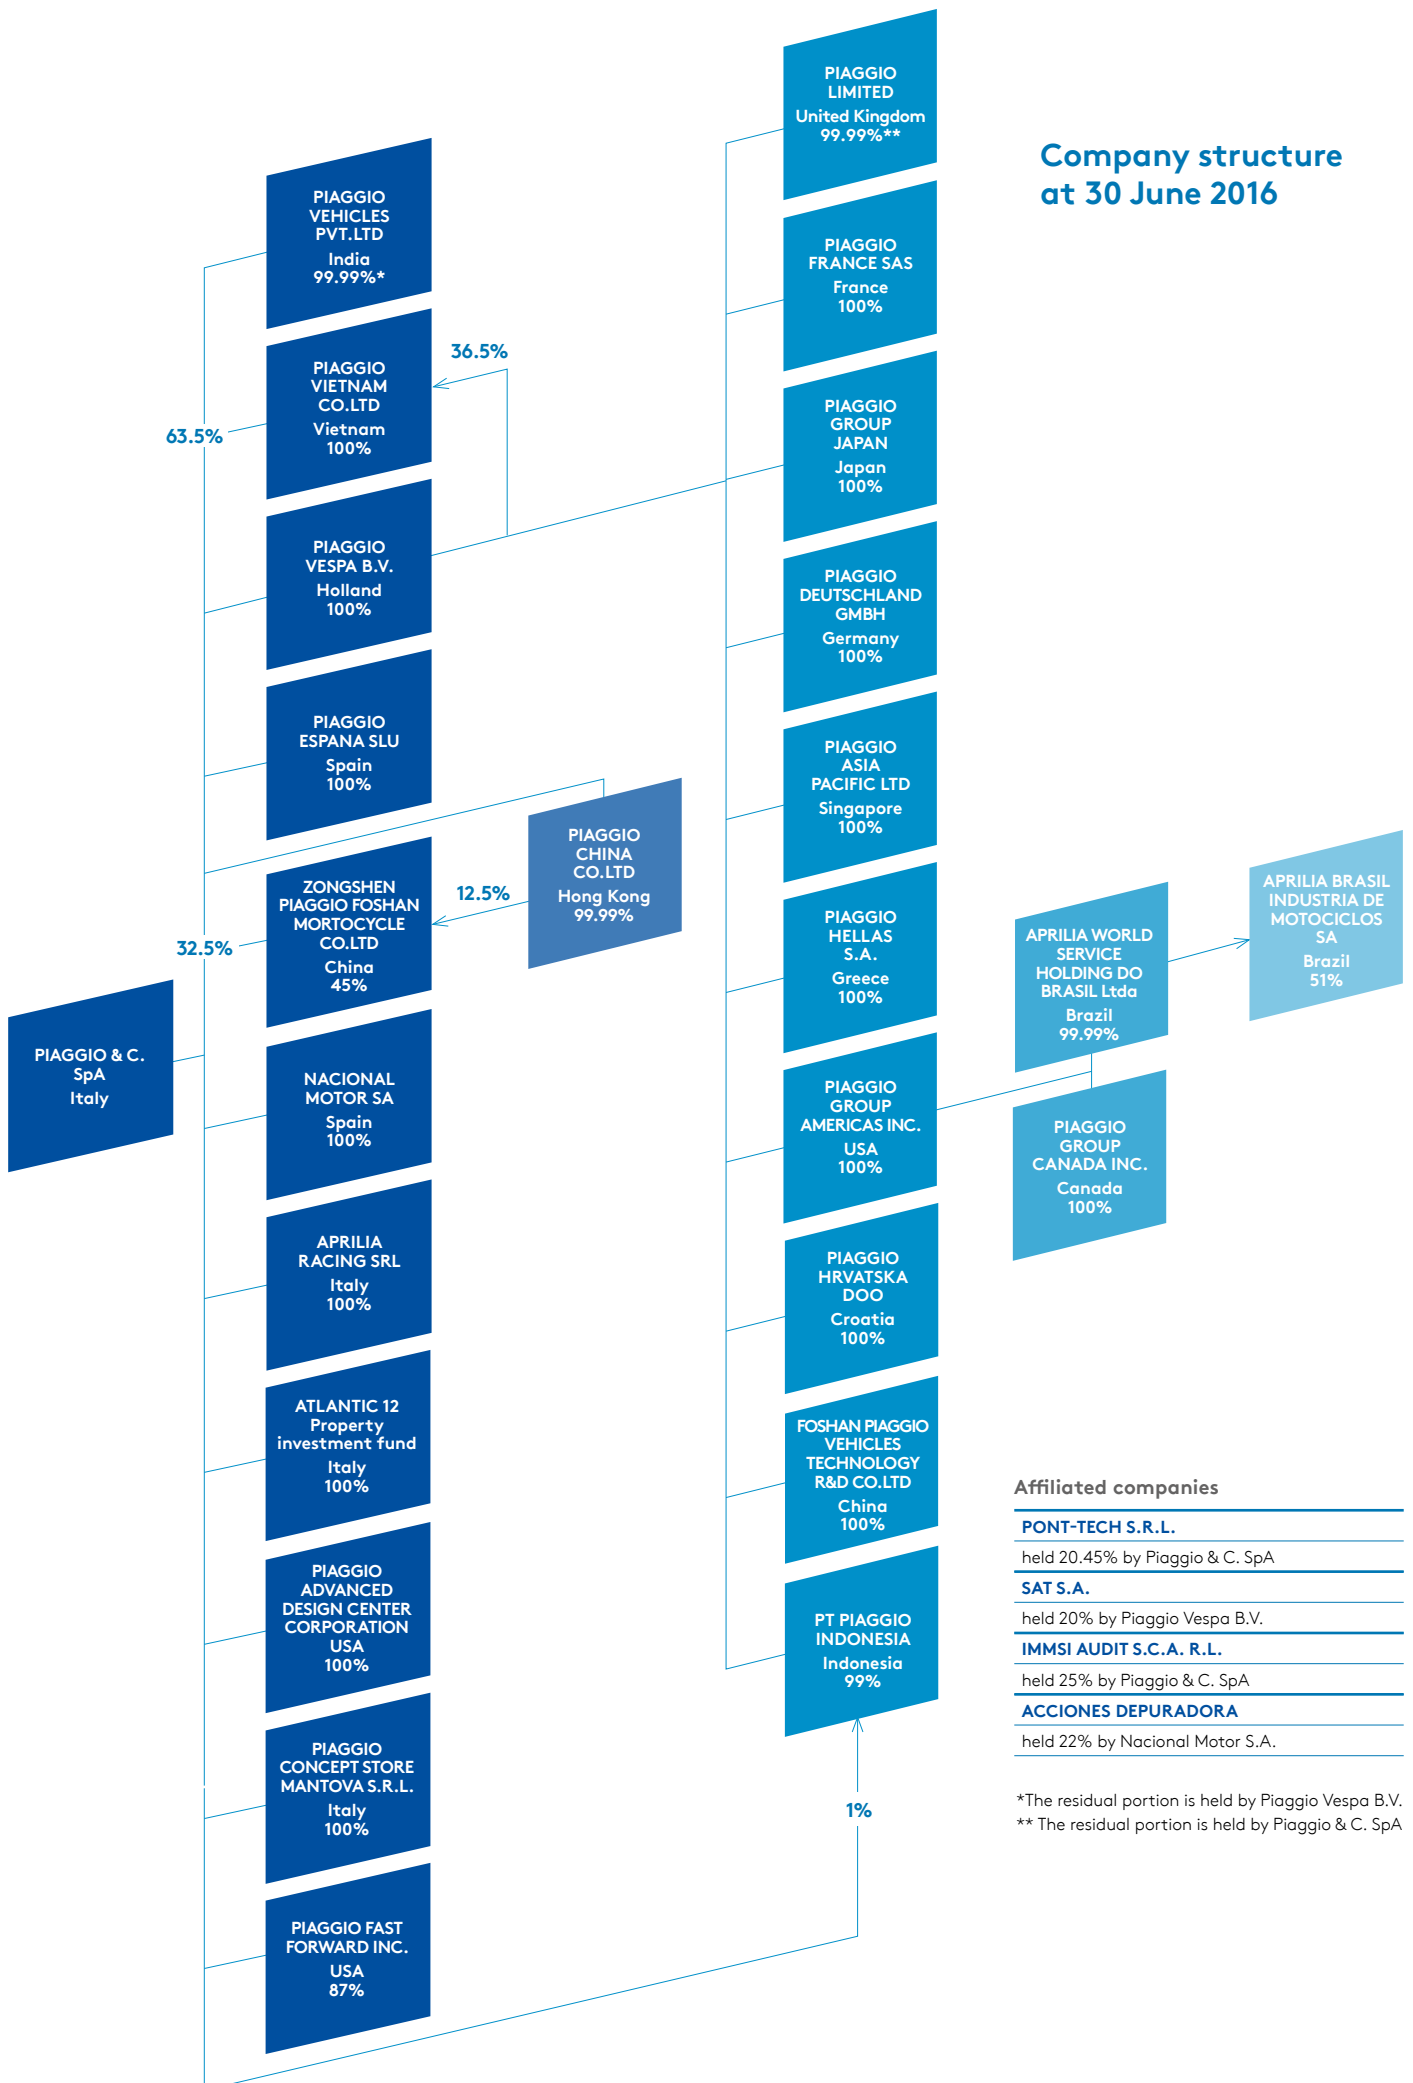 Company structure
at 30 June 2016
PIAGGIO & C.
SpA
Italy
PIAGGIO
VEHICLES
PVT.LTD
India
99.99%*
63.5%
PIAGGIO
VIETNAM
CO.LTD
Vietnam
100%
36.5%
PIAGGIO
VESPA B.V.
Holland
100%
PIAGGIO
ESPANA SLU
Spain
100%
32.5%
ZONGSHEN
PIAGGIO FOSHAN
MORTOCYCLE
CO.LTD
China
45%
12.5%
PIAGGIO
CHINA
CO.LTD
Hong Kong
99.99%
NACIONAL
MOTOR SA
Spain
100%
APRILIA
RACING SRL
Italy
100%
ATLANTIC 12
Property
investment fund
Italy
100%
PIAGGIO
ADVANCED
DESIGN CENTER
CORPORATION
USA
100%
PIAGGIO
CONCEPT STORE
MANTOVA S.R.L.
Italy
100%
PIAGGIO FAST
FORWARD INC.
USA
87%
PIAGGIO
LIMITED
United Kingdom
99.99%**
PIAGGIO
FRANCE SAS
France
100%
PIAGGIO
GROUP
JAPAN
Japan
100%
PIAGGIO
DEUTSCHLAND
GMBH
Germany
100%
PIAGGIO
ASIA
PACIFIC LTD
Singapore
100%
PIAGGIO
HELLAS
S.A.
Greece
100%
PIAGGIO
GROUP
AMERICAS INC.
USA
100%
PIAGGIO
HRVATSKA
DOO
Croatia
100%
FOSHAN PIAGGIO
VEHICLES
TECHNOLOGY
R&D CO.LTD
China
100%
PT PIAGGIO
INDONESIA
Indonesia
99%
1%
APRILIA WORLD
SERVICE
HOLDING DO
BRASIL Ltda
Brazil
99.99%
PIAGGIO
GROUP
CANADA INC.
Canada
100%
APRILIA BRASIL
INDUSTRIA DE
MOTOCICLOS
SA
Brazil
51%
Affiliated companies
PONT-TECH S.R.L.
held 20.45% by Piaggio & C. SpA
SAT S.A.
held 20% by Piaggio Vespa B.V.
IMMSI AUDIT S.C.A. R.L.
held 25% by Piaggio & C. SpA
ACCIONES DEPURADORA
held 22% by Nacional Motor S.A.
*The residual portion is held by Piaggio Vespa B.V.
** The residual portion is held by Piaggio & C. SpA